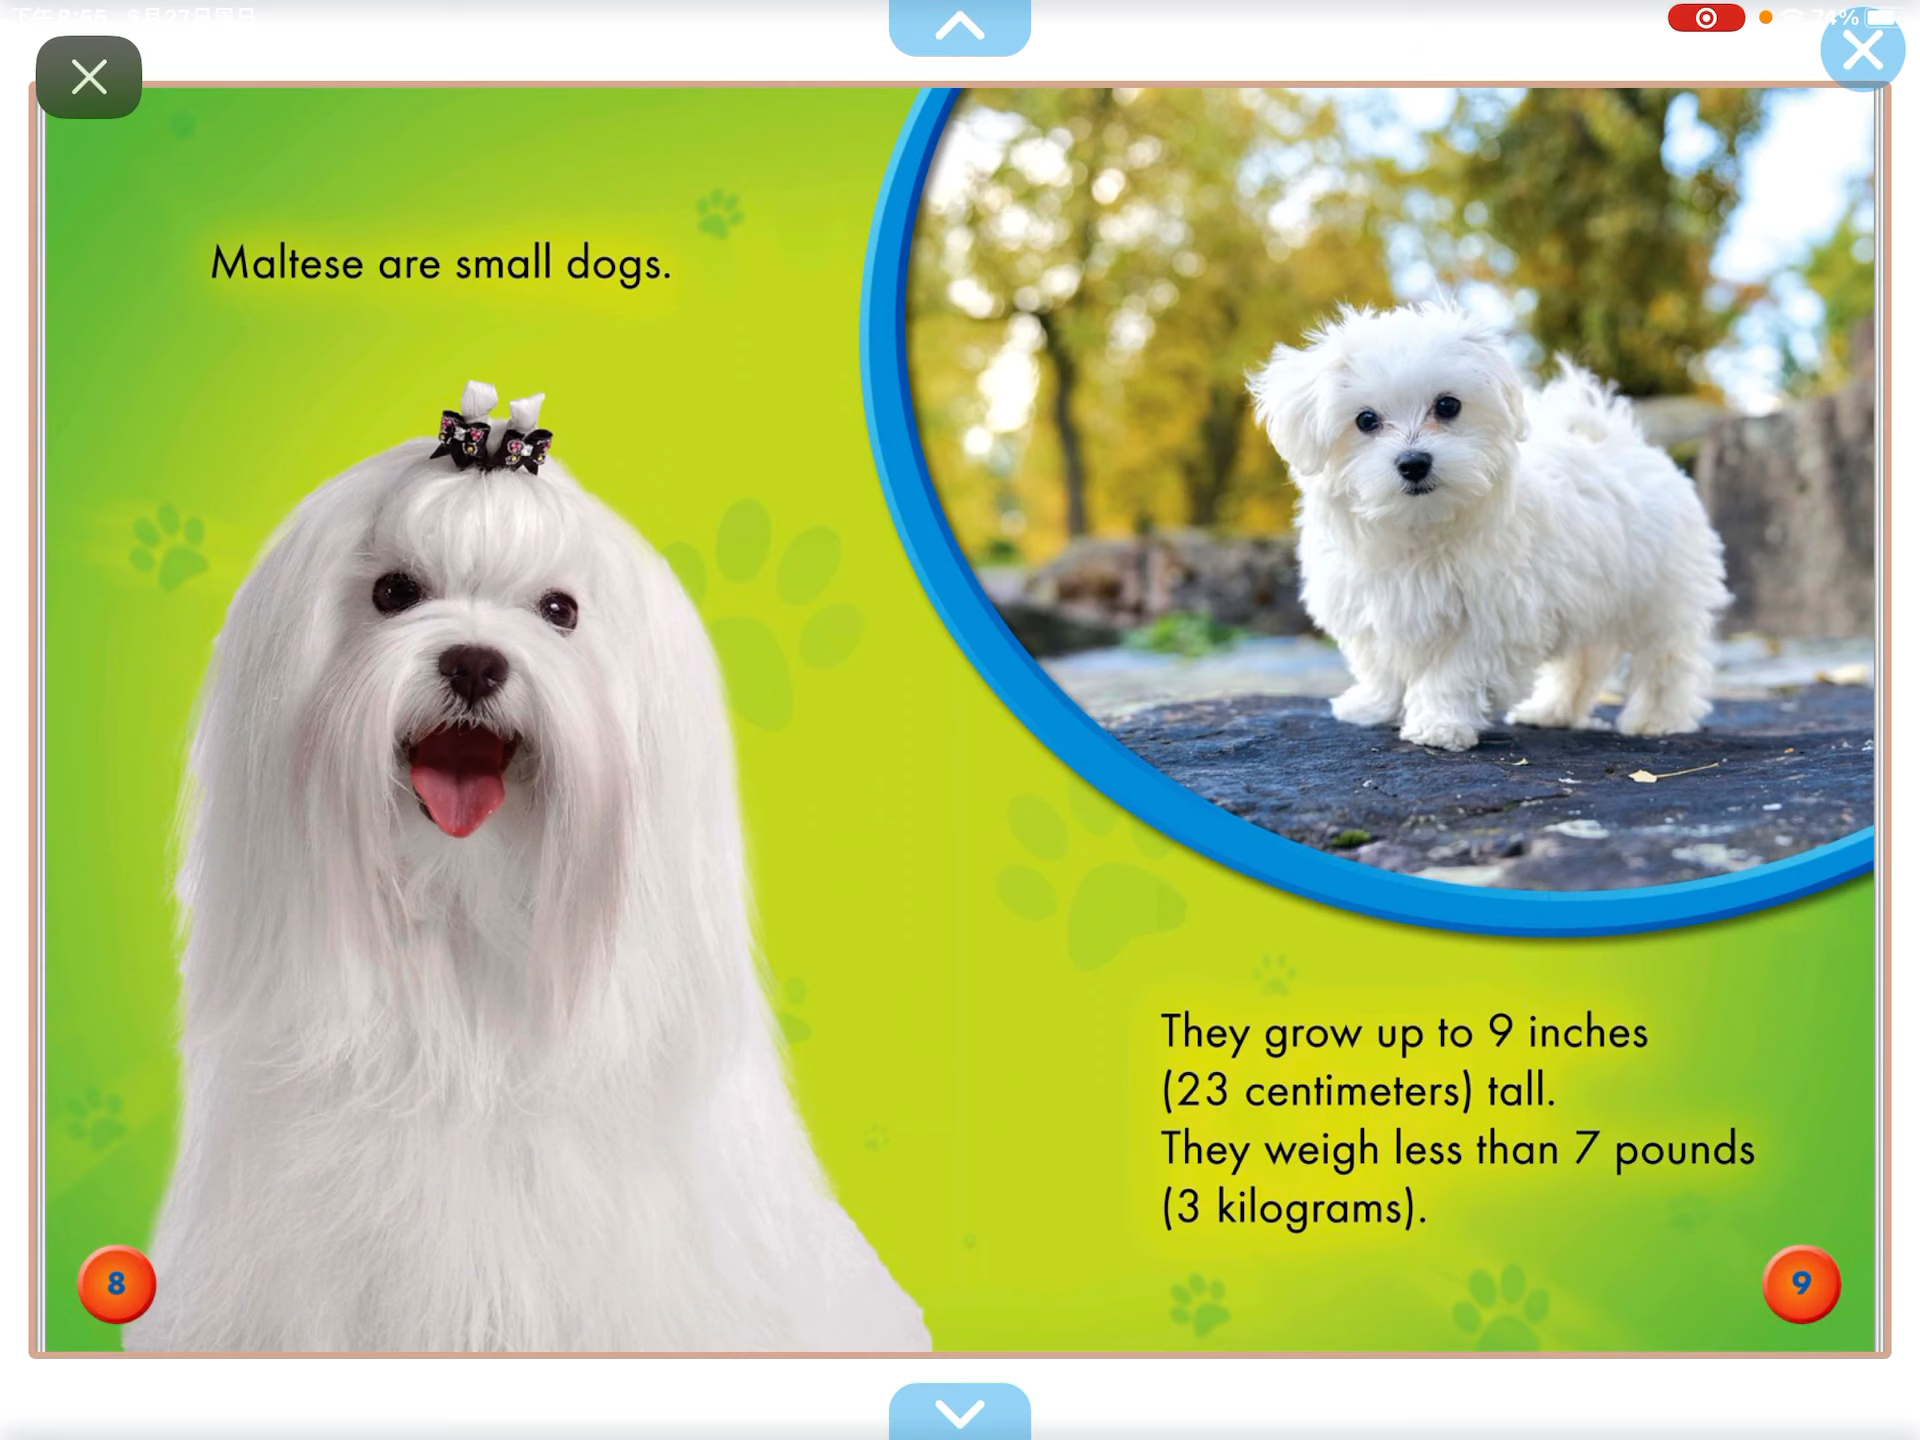 74%
Maltese are small dogs.
They grow up to 9 inches
(23 centimeters) tall.
They weigh less than 7 pounds
(3 kilograms).
8
9